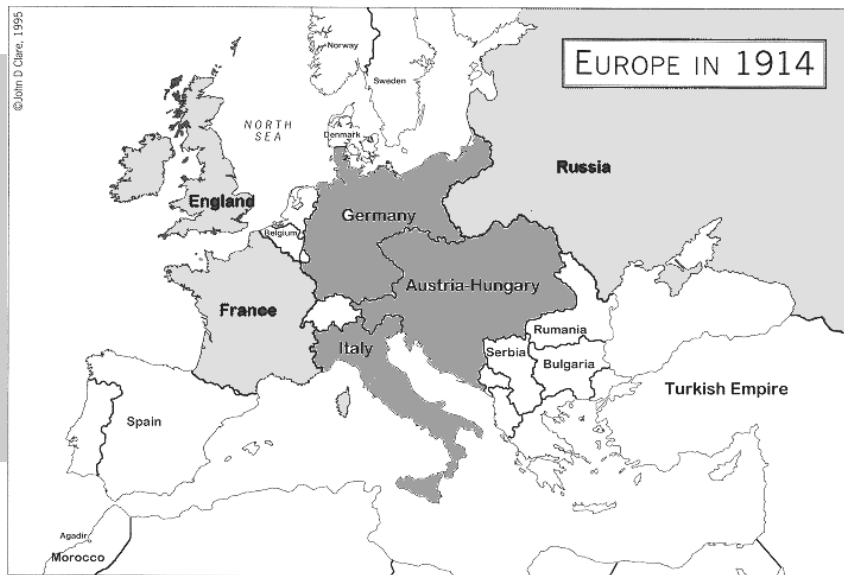 ©John D Clare, 1995
EUROPE IN 1914
Norway
Sweden
NORTH
SEA
Denmark
Russia
England
Germany
Belgium
Austria-Hungary
France
Rumania
Italy
Serbia
Bulgaria
Turkish Empire
Spain
Agadir
Morocco